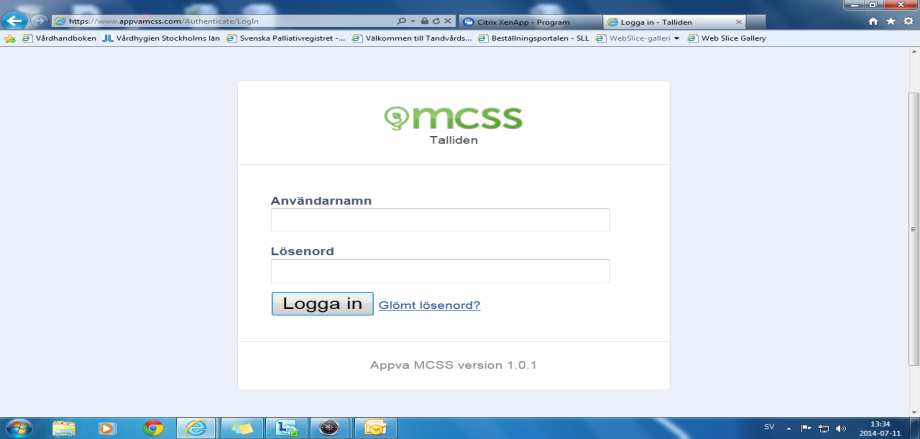 https://www.appvamcss.com/Authenticate/LogIn
Citrix XenApp - Program
Logga in - Talliden
Vårdhandboken
Vårdhygien Stockholms län
Svenska Palliativregistret -...
Välkommen till Tandvårds...
Beställningsportalen - SLL
WebSlice-galleri
Web Slice Gallery
mcss
Talliden
Användarnamn
Lösenord
Logga in Glömt lösenord?
Appva MCSS version 1.0.1
SV
13:34
2014-07-11